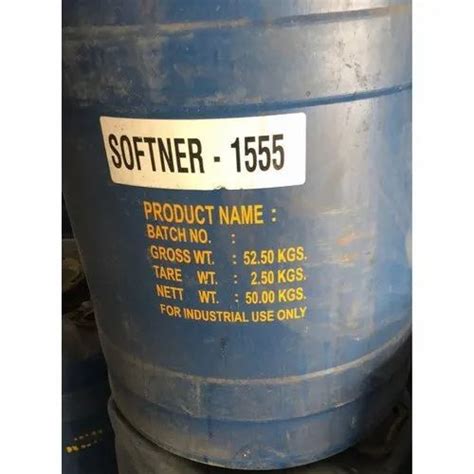 SOFTNER - 1555
PRODUCT NAME :
BATCH NO. :
GROSS WT. : 52.50 KGS.
TARE WT. : 2.50 KGS.
NETT WT. : 50.00 KGS.
FOR INDUSTRIAL USE ONLY